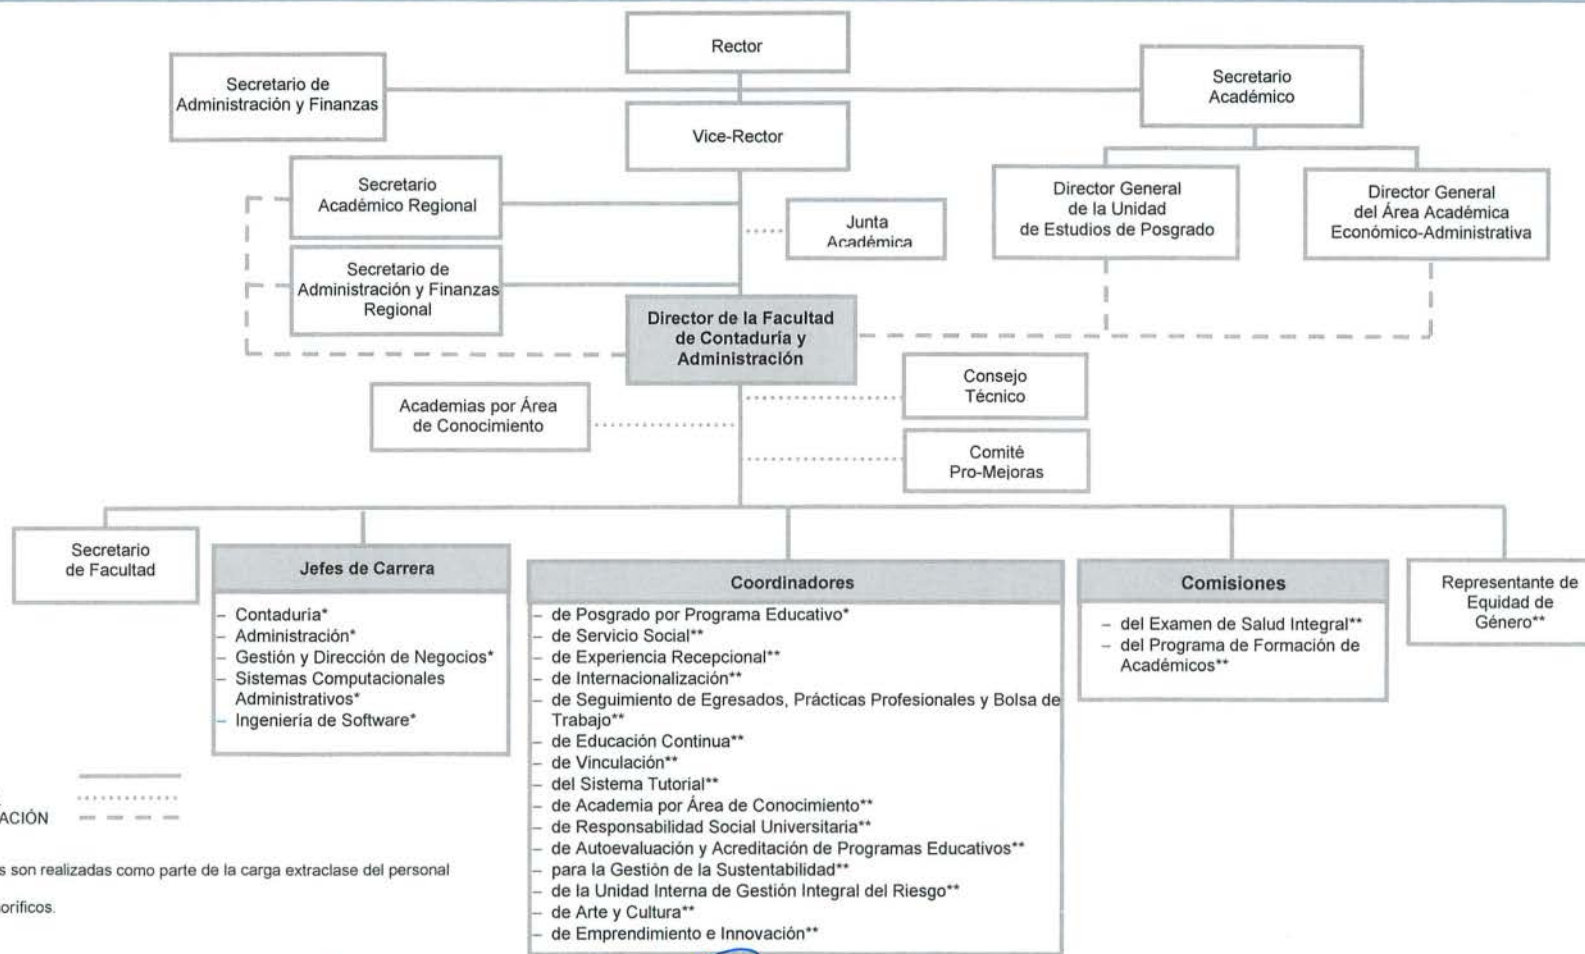 Rector
Secretario de
Administración y Finanzas
Secretario
Académico
Vice-Rector
Secretario
Académico Regional
Junta
Académica
Director General
de la Unidad
de Estudios de Posgrado
Director General
del Área Académica
Económico-Administrativa
Secretario de
Administración y Finanzas
Regional
Director de la Facultad
de Contaduría y
Administración
Consejo
Técnico
Academias por Área
de Conocimiento
Comité
Pro-Mejoras
Secretario
de Facultad
Jefes de Carrera
– Contaduría*
– Administración*
– Gestión y Dirección de Negocios*
– Sistemas Computacionales
Administrativos*
– Ingeniería de Software*
Coordinadores
– de Posgrado por Programa Educativo*
– de Servicio Social**
– de Experiencia Recepcional**
– de Internacionalización**
– de Seguimiento de Egresados, Prácticas Profesionales y Bolsa de
Trabajo**
– de Educación Continua**
– de Vinculación**
– del Sistema Tutorial**
– de Academia por Área de Conocimiento**
– de Responsabilidad Social Universitaria**
– de Autoevaluación y Acreditación de Programas Educativos**
– para la Gestión de la Sustentabilidad**
– de la Unidad Interna de Gestión Integral del Riesgo**
– de Arte y Cultura**
– de Emprendimiento e Innovación**
Comisiones
– del Examen de Salud Integral**
– del Programa de Formación de
Académicos**
Representante de
Equidad de
Género**
ACIÓN
s son realizadas como parte de la carga extraclase del personal
oríficos.